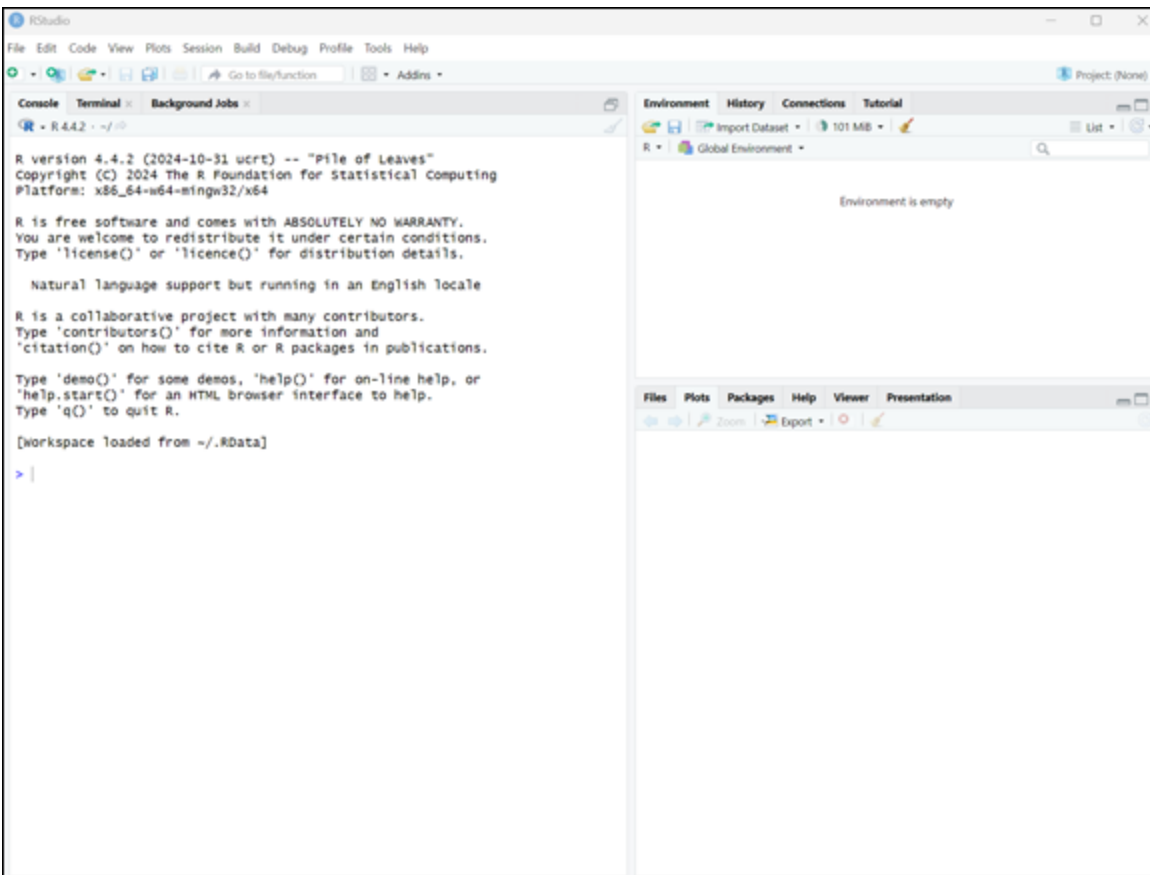 RStudio
File Edit Code View Plots Session Build Debug Profile Tools Help
Go to file/function Addins Project: (None)
Console Terminal Background Jobs
R 4.4.2 · ~/
R version 4.4.2 (2024-10-31 ucrt) -- "Pile of Leaves"
Copyright (C) 2024 The R Foundation for Statistical Computing
Platform: x86_64-w64-mingw32/x64
R is free software and comes with ABSOLUTELY NO WARRANTY.
You are welcome to redistribute it under certain conditions.
Type 'license()' or 'licence()' for distribution details.
Natural language support but running in an English locale
R is a collaborative project with many contributors.
Type 'contributors()' for more information and
'citation()' on how to cite R or R packages in publications.
Type 'demo()' for some demos, 'help()' for on-line help, or
'help.start()' for an HTML browser interface to help.
Type 'q()' to quit R.
[Workspace loaded from ~/.RData]
>
Environment History Connections Tutorial
Import Dataset 101 MiB List
R Global Environment
Environment is empty
Files Plots Packages Help Viewer Presentation
Zoom Export